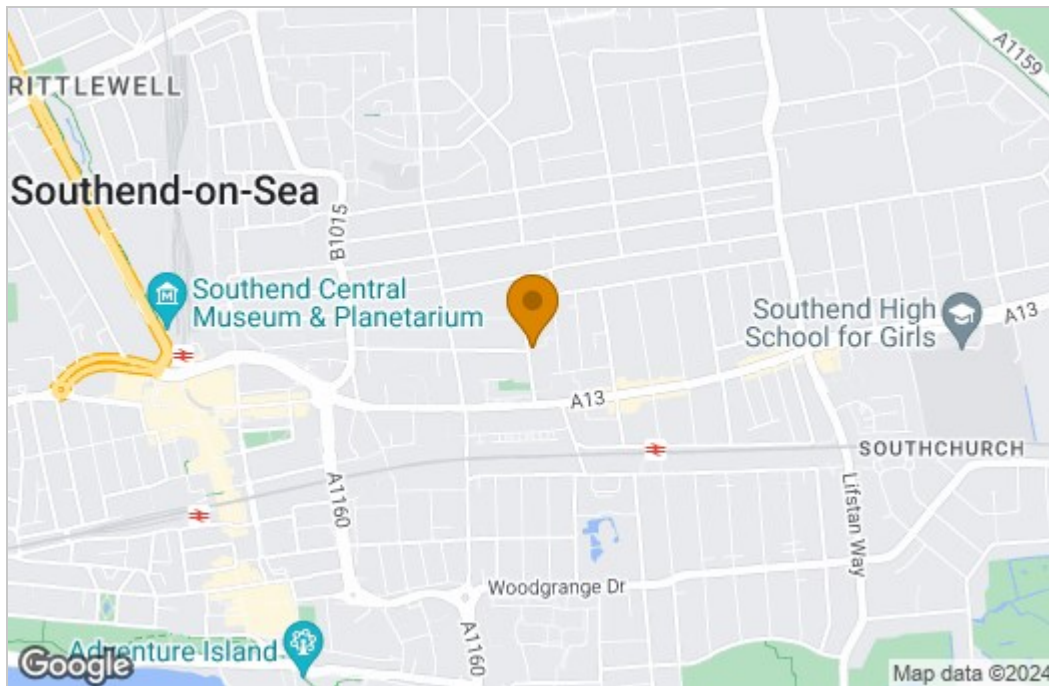 A1159
RITTLEWELL
Southend-on-Sea
B1015
Southend Central
Museum & Planetarium
Southend High
School for Girls
A13
A13
SOUTHCHURCH
A1160
Lifstan Way
Woodgrange Dr
A1160
Adventure Island
Google
Map data ©2024